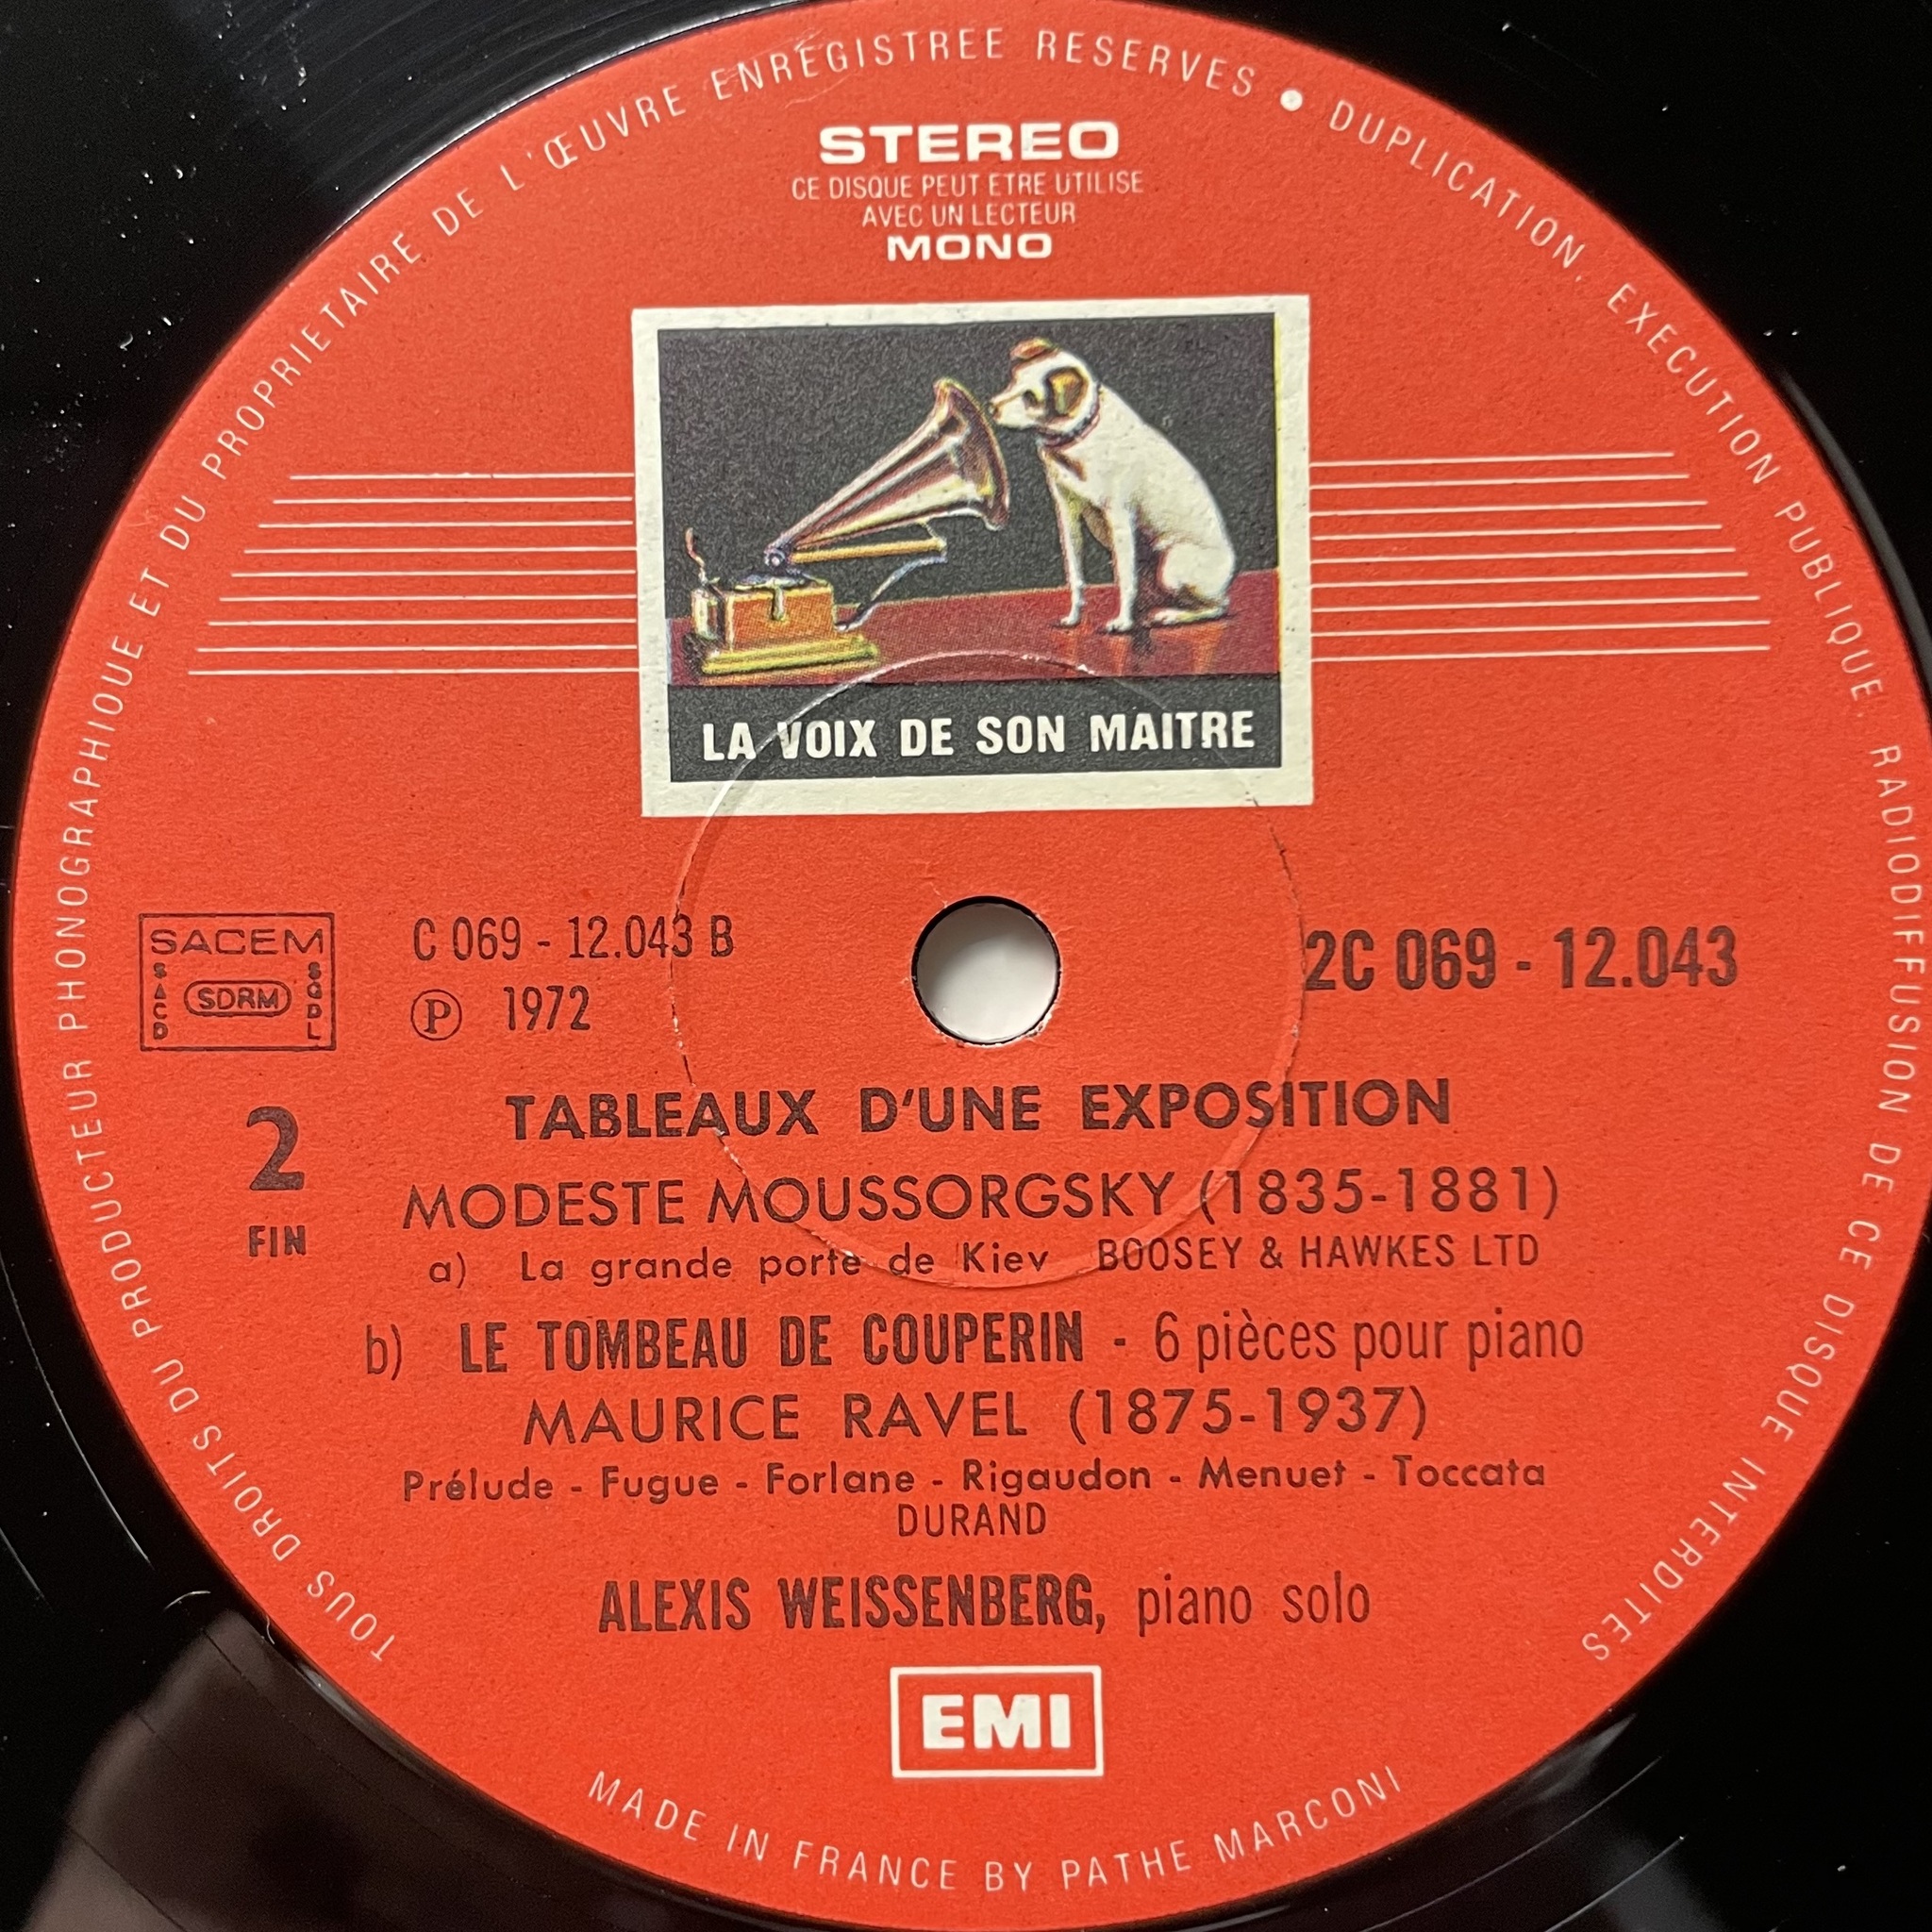 TOUS DROITS DU PRODUCTEUR PHONOGRAPHIQUE ET DU PROPRIETAIRE DE L'ŒUVRE ENREGISTREE RESERVES • DUPLICATION, EXECUTION PUBLIQUE, RADIODIFFUSION DE CE DISQUE INTERDITES
STEREO
CE DISQUE PEUT ETRE UTILISE
AVEC UN LECTEUR
MONO
LA VOIX DE SON MAITRE
SACEM
SACD
SDRM
SGDL
C 069 - 12.043 B
Ⓟ 1972
2C 069 - 12.043
2
FIN
TABLEAUX D'UNE EXPOSITION
MODESTE MOUSSORGSKY (1835-1881)
a) La grande porte de Kiev BOOSEY & HAWKES LTD
b) LE TOMBEAU DE COUPERIN - 6 pièces pour piano
MAURICE RAVEL (1875-1937)
Prélude - Fugue - Forlane - Rigaudon - Menuet - Toccata
DURAND
ALEXIS WEISSENBERG, piano solo
EMI
MADE IN FRANCE BY PATHE MARCONI